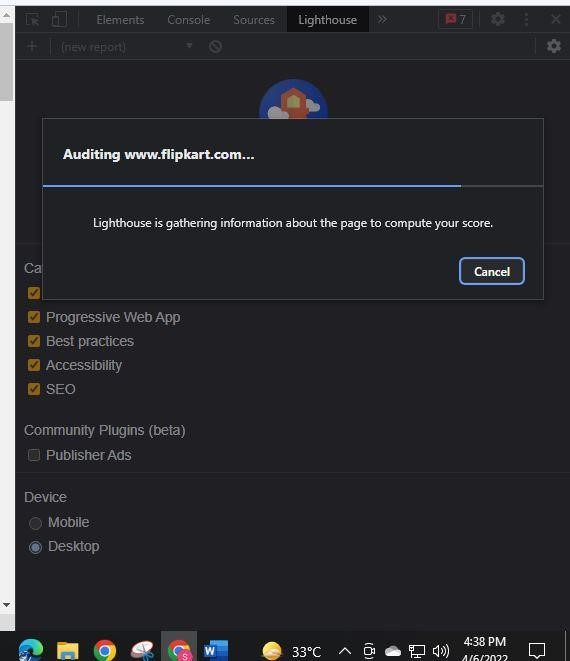 Elements Console Sources Lighthouse » 7
+ (new report)
Auditing www.flipkart.com...
Lighthouse is gathering information about the page to compute your score.
Cancel
Ca
Progressive Web App
Best practices
Accessibility
SEO
Community Plugins (beta)
Publisher Ads
Device
Mobile
Desktop
S W 33°C 4:38 PM
4/6/2022